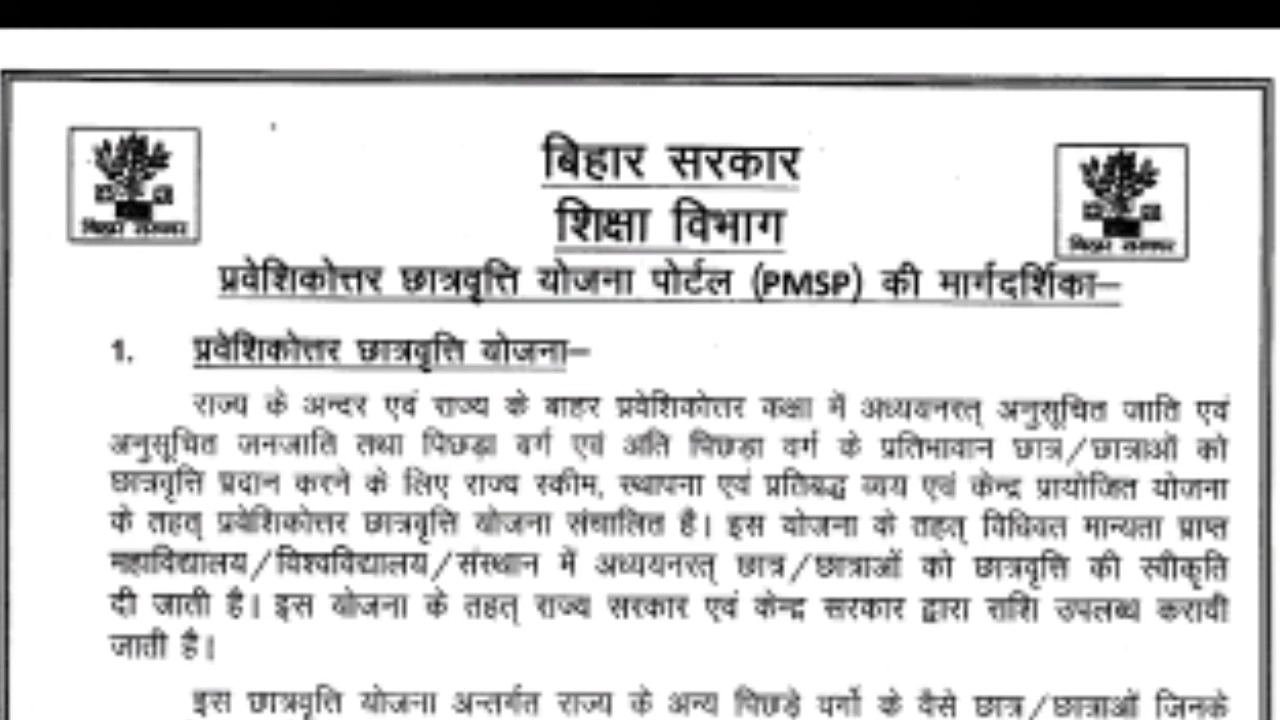 बिहार सरकार
बिहार सरकार
शिक्षा विभाग
बिहार सरकार
प्रवेशिकोत्तर छात्रवृत्ति योजना पोर्टल (PMSP) की मार्गदर्शिका–
1. प्रवेशिकोत्तर छात्रवृत्ति योजना–
राज्य के अन्दर एवं राज्य के बाहर प्रवेशिकोत्तर कक्षा में अध्ययनरत् अनुसूचित जाति एवं
अनुसूचित जनजाति तथा पिछड़ा वर्ग एवं अति पिछड़ा वर्ग के प्रतिभावान छात्र/छात्राओं को
छात्रवृत्ति प्रदान करने के लिए राज्य स्कीम, स्थापना एवं प्रतिबद्ध व्यय एवं केन्द्र प्रायोजित योजना
के तहत् प्रवेशिकोत्तर छात्रवृत्ति योजना संचालित है। इस योजना के तहत् विधिवत मान्यता प्राप्त
महाविद्यालय/विश्वविद्यालय/संस्थान में अध्ययनरत् छात्र/छात्राओं को छात्रवृत्ति की स्वीकृति
दी जाती है। इस योजना के तहत् राज्य सरकार एवं केन्द्र सरकार द्वारा राशि उपलब्ध करायी
जाती है।
इस छात्रवृति योजना अन्तर्गत राज्य के अन्य पिछड़े वर्गो के वैसे छात्र/छात्राओं जिनके